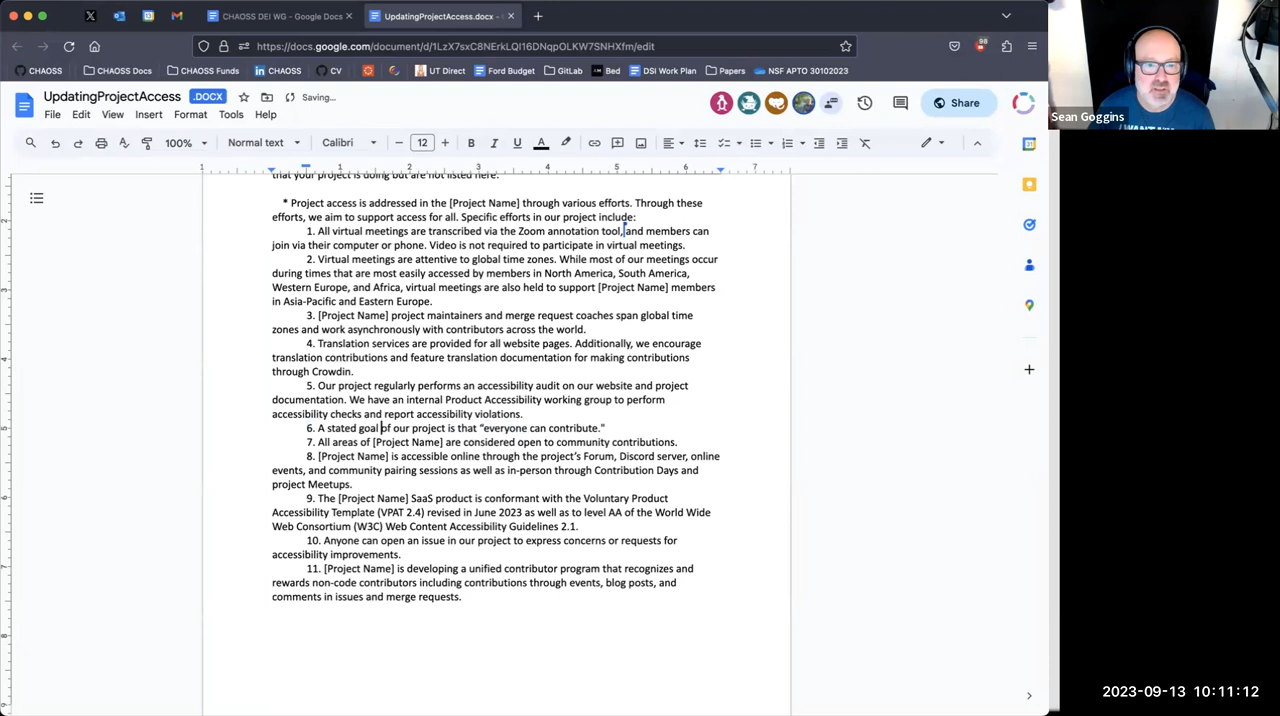 CHAOSS DEI WG - Google Docs
UpdatingProjectAccess.docx -
https://docs.google.com/document/d/1LzX7sxC8NErkLQI16DNqpOLKW7SNHXfm/edit
98
CHAOSS
CHAOSS Docs
CHAOSS Funds
CHAOSS
CV
UT Direct
Ford Budget
GitLab
Bed
DSI Work Plan
Papers
NSF APTO 30102023
UpdatingProjectAccess .DOCX Saving...
File Edit View Insert Format Tools Help
Share
100% Normal text Calibri 12
1 1 2 3 4 5 6 7
that your project is doing but are not listed here.
* Project access is addressed in the [Project Name] through various efforts. Through these
efforts, we aim to support access for all. Specific efforts in our project include:
1. All virtual meetings are transcribed via the Zoom annotation tool, and members can
join via their computer or phone. Video is not required to participate in virtual meetings.
2. Virtual meetings are attentive to global time zones. While most of our meetings occur
during times that are most easily accessed by members in North America, South America,
Western Europe, and Africa, virtual meetings are also held to support [Project Name] members
in Asia-Pacific and Eastern Europe.
3. [Project Name] project maintainers and merge request coaches span global time
zones and work asynchronously with contributors across the world.
4. Translation services are provided for all website pages. Additionally, we encourage
translation contributions and feature translation documentation for making contributions
through Crowdin.
5. Our project regularly performs an accessibility audit on our website and project
documentation. We have an internal Product Accessibility working group to perform
accessibility checks and report accessibility violations.
6. A stated goal of our project is that “everyone can contribute."
7. All areas of [Project Name] are considered open to community contributions.
8. [Project Name] is accessible online through the project’s Forum, Discord server, online
events, and community pairing sessions as well as in-person through Contribution Days and
project Meetups.
9. The [Project Name] SaaS product is conformant with the Voluntary Product
Accessibility Template (VPAT 2.4) revised in June 2023 as well as to level AA of the World Wide
Web Consortium (W3C) Web Content Accessibility Guidelines 2.1.
10. Anyone can open an issue in our project to express concerns or requests for
accessibility improvements.
11. [Project Name] is developing a unified contributor program that recognizes and
rewards non-code contributors including contributions through events, blog posts, and
comments in issues and merge requests.
Sean Goggins
2023-09-13 10:11:12